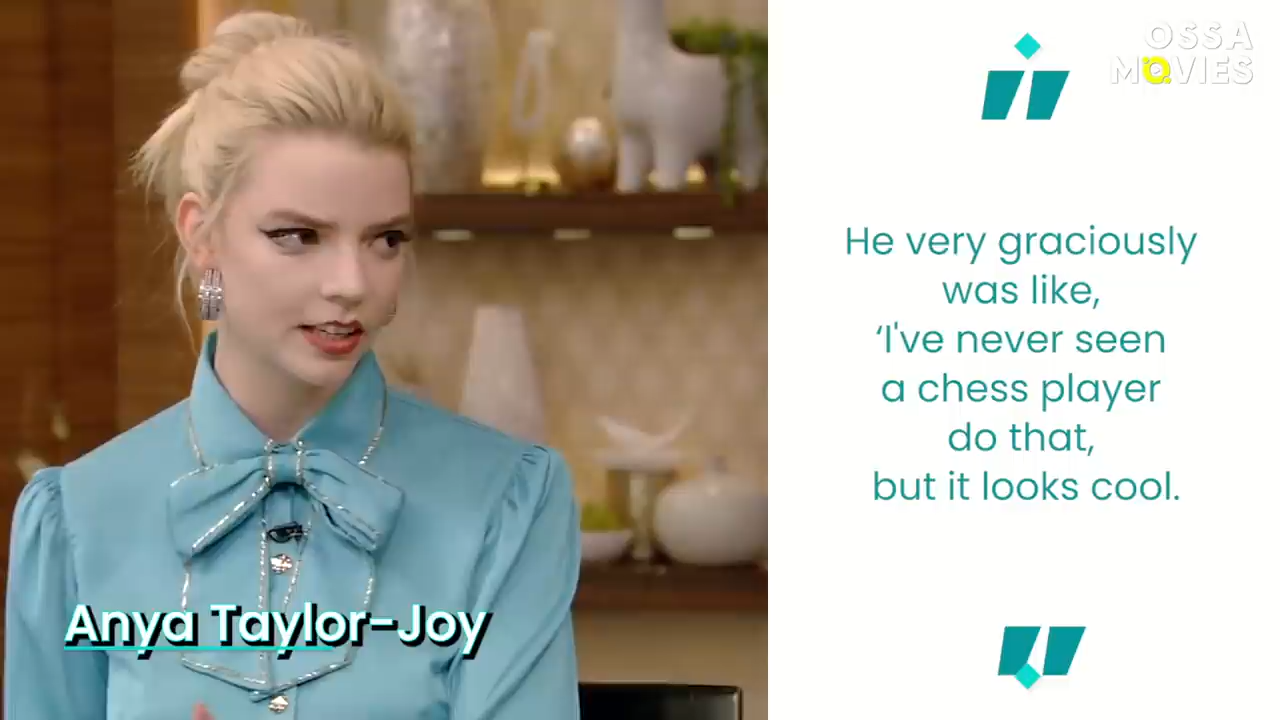 OSSA
MOVIES
He very graciously
was like,
‘I've never seen
a chess player
do that,
but it looks cool.
Anya Taylor-Joy